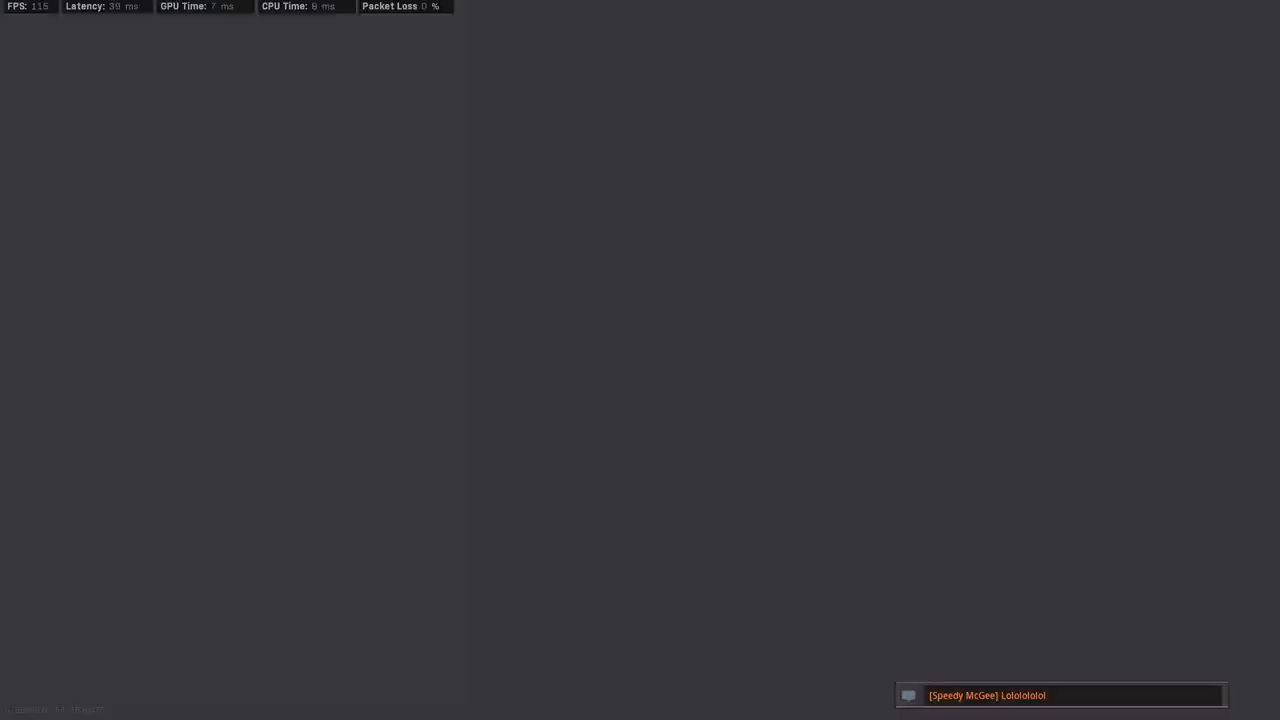 FPS: 115 Latency: 39 ms GPU Time: 7 ms CPU Time: 8 ms Packet Loss 0 %
[Speedy McGee] Lolololol